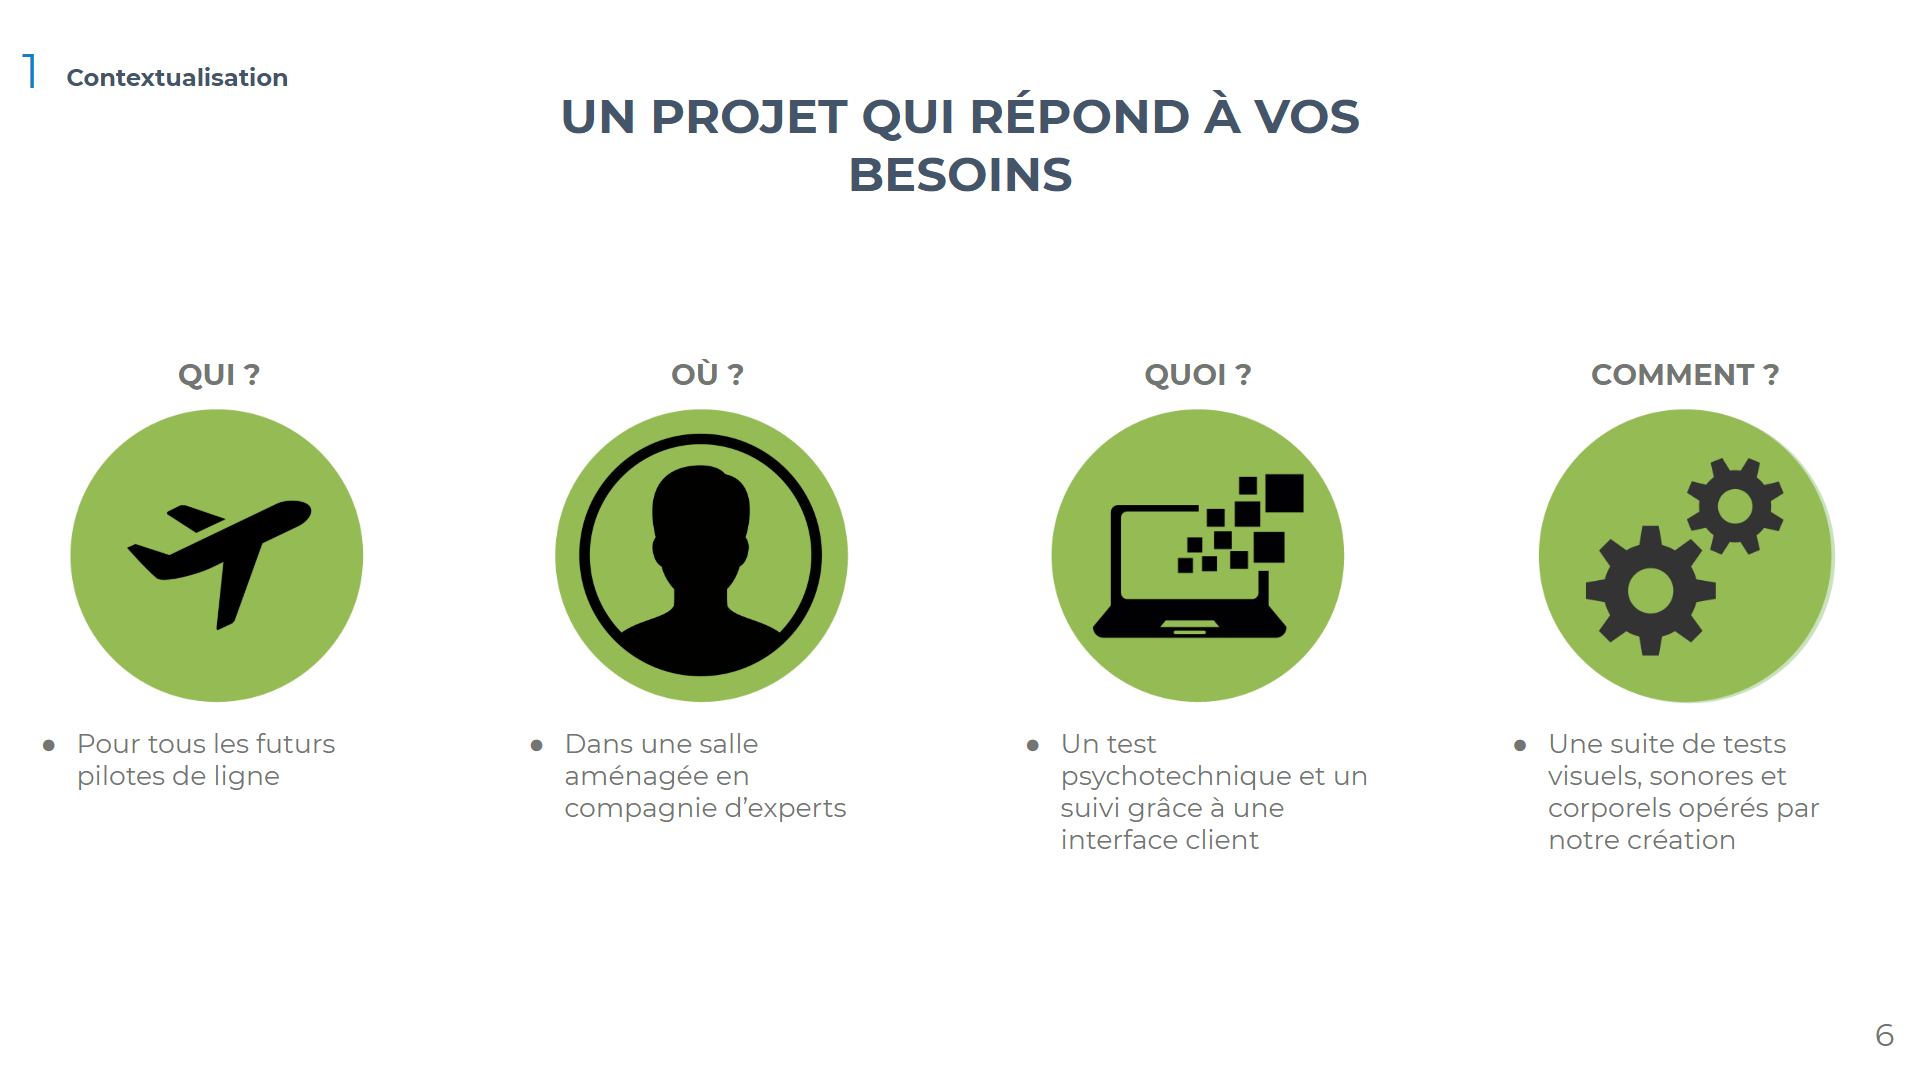 1 Contextualisation
UN PROJET QUI RÉPOND À VOS
BESOINS
QUI ?
● Pour tous les futurs
pilotes de ligne
OÙ ?
● Dans une salle
aménagée en
compagnie d’experts
QUOI ?
● Un test
psychotechnique et un
suivi grâce à une
interface client
COMMENT ?
● Une suite de tests
visuels, sonores et
corporels opérés par
notre création
6